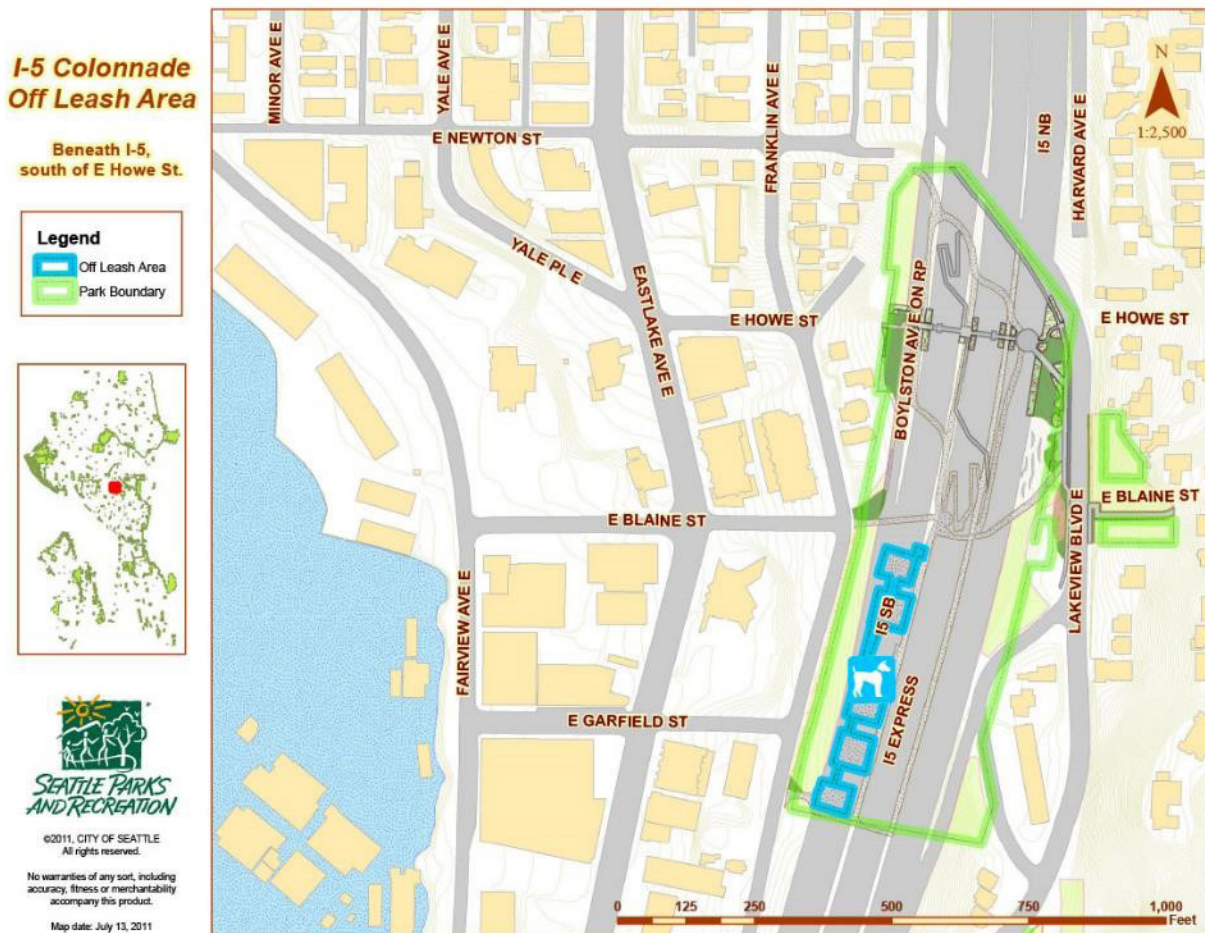 I-5 Colonnade
Off Leash Area
Beneath I-5,
south of E Howe St.
Legend
Off Leash Area
Park Boundary
SEATTLE PARKS
AND RECREATION
©2011, CITY OF SEATTLE
All rights reserved.
No warranties of any sort, including
accuracy, fitness or merchantability
accompany this product.
Map date: July 13, 2011
MINOR AVE E
YALE AVE E
E NEWTON ST
FRANKLIN AVE E
I5 NB
HARVARD AVE E
N
1:2,500
YALE PL E
EASTLAKE AVE E
E HOWE ST
BOYLSTON AVE ON RP
E HOWE ST
E BLAINE ST
E BLAINE ST
LAKEVIEW BLVD E
FAIRVIEW AVE E
I5 SB
I5 EXPRESS
E GARFIELD ST
0 125 250 500 750 1,000
Feet